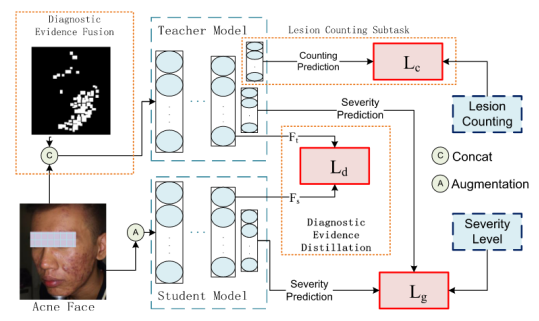 Diagnostic
Evidence Fusion
Teacher Model
Lesion Counting Subtask
Counting
Prediction
L_c
Severity
Prediction
Lesion
Counting
C
F_t
L_d
C Concat
A Augmentation
F_s
A
Diagnostic
Evidence
Distillation
Severity
Level
Severity
Prediction
L_g
Acne Face
Student Model